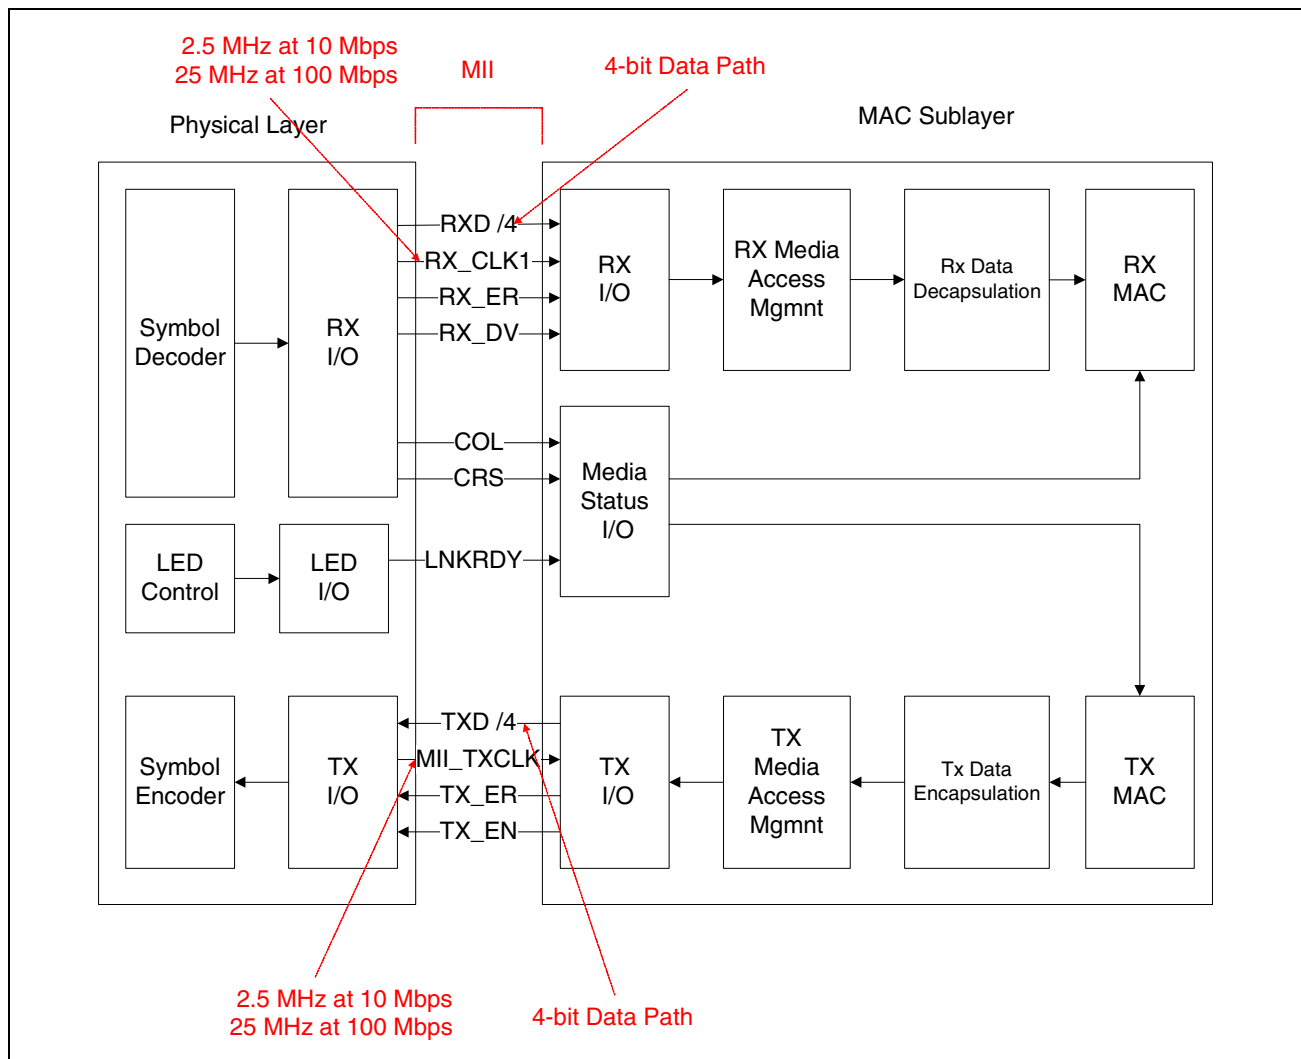 2.5 MHz at 10 Mbps
25 MHz at 100 Mbps
MII
4-bit Data Path
Physical Layer
MAC Sublayer
Symbol
Decoder
RX
I/O
RXD /4
RX_CLK1
RX_ER
RX_DV
RX
I/O
RX Media
Access
Mgmnt
Rx Data
Decapsulation
RX
MAC
COL
CRS
Media
Status
I/O
LED
Control
LED
I/O
LNKRDY
Symbol
Encoder
TX
I/O
TXD /4
MII_TXCLK
TX_ER
TX_EN
TX
I/O
TX
Media
Access
Mgmnt
Tx Data
Encapsulation
TX
MAC
2.5 MHz at 10 Mbps
25 MHz at 100 Mbps
4-bit Data Path